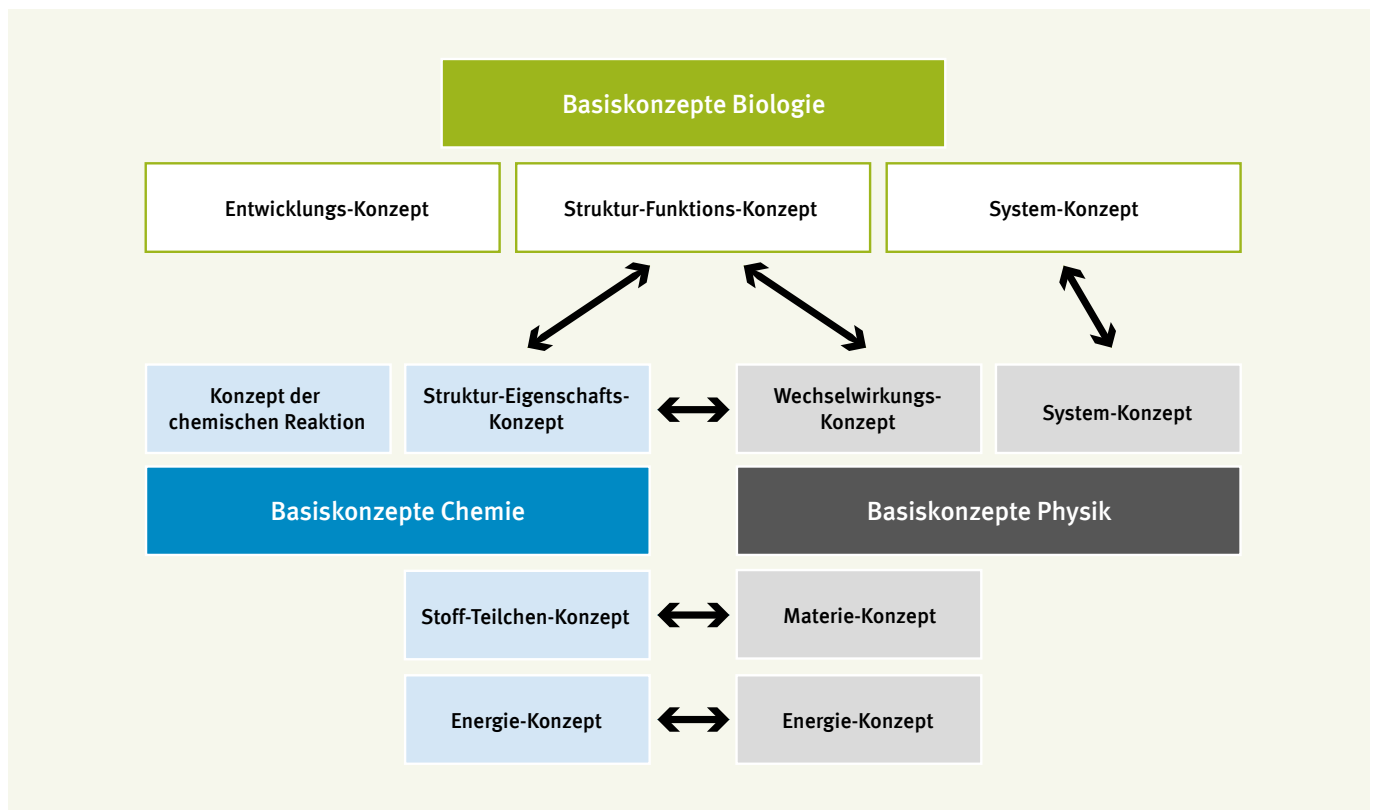 Basiskonzepte Biologie
Entwicklungs-Konzept
Struktur-Funktions-Konzept
System-Konzept
Konzept der
chemischen Reaktion
Struktur-Eigenschafts-
Konzept
Wechselwirkungs-
Konzept
System-Konzept
Basiskonzepte Chemie
Basiskonzepte Physik
Stoff-Teilchen-Konzept
Materie-Konzept
Energie-Konzept
Energie-Konzept